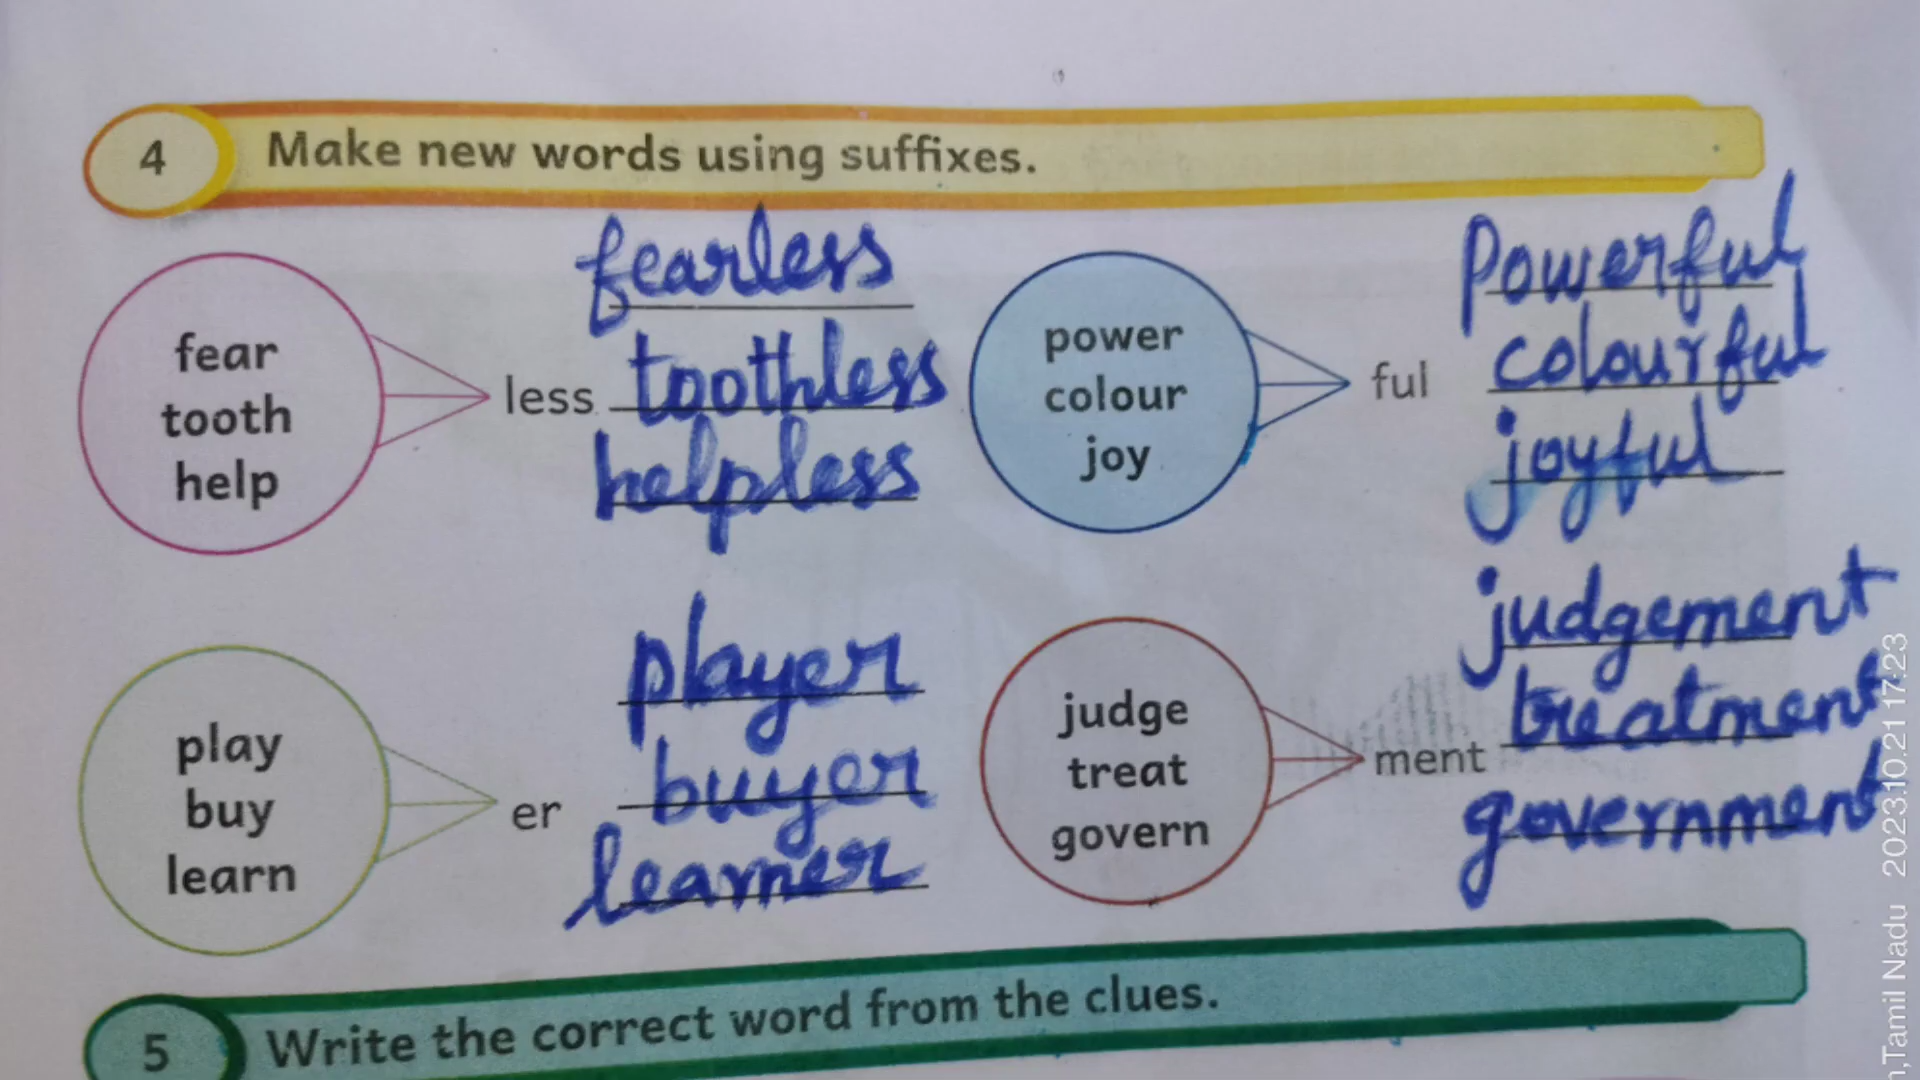 4 Make new words using suffixes.
fear
tooth
help
less
fearless
toothless
helpless
power
colour
joy
ful
Powerful
colourful
joyful
play
buy
learn
er
player
buyer
learner
judge
treat
govern
ment
judgement
treatment
government
5 Write the correct word from the clues.
Tamil Nadu 2023.10.21 17:23